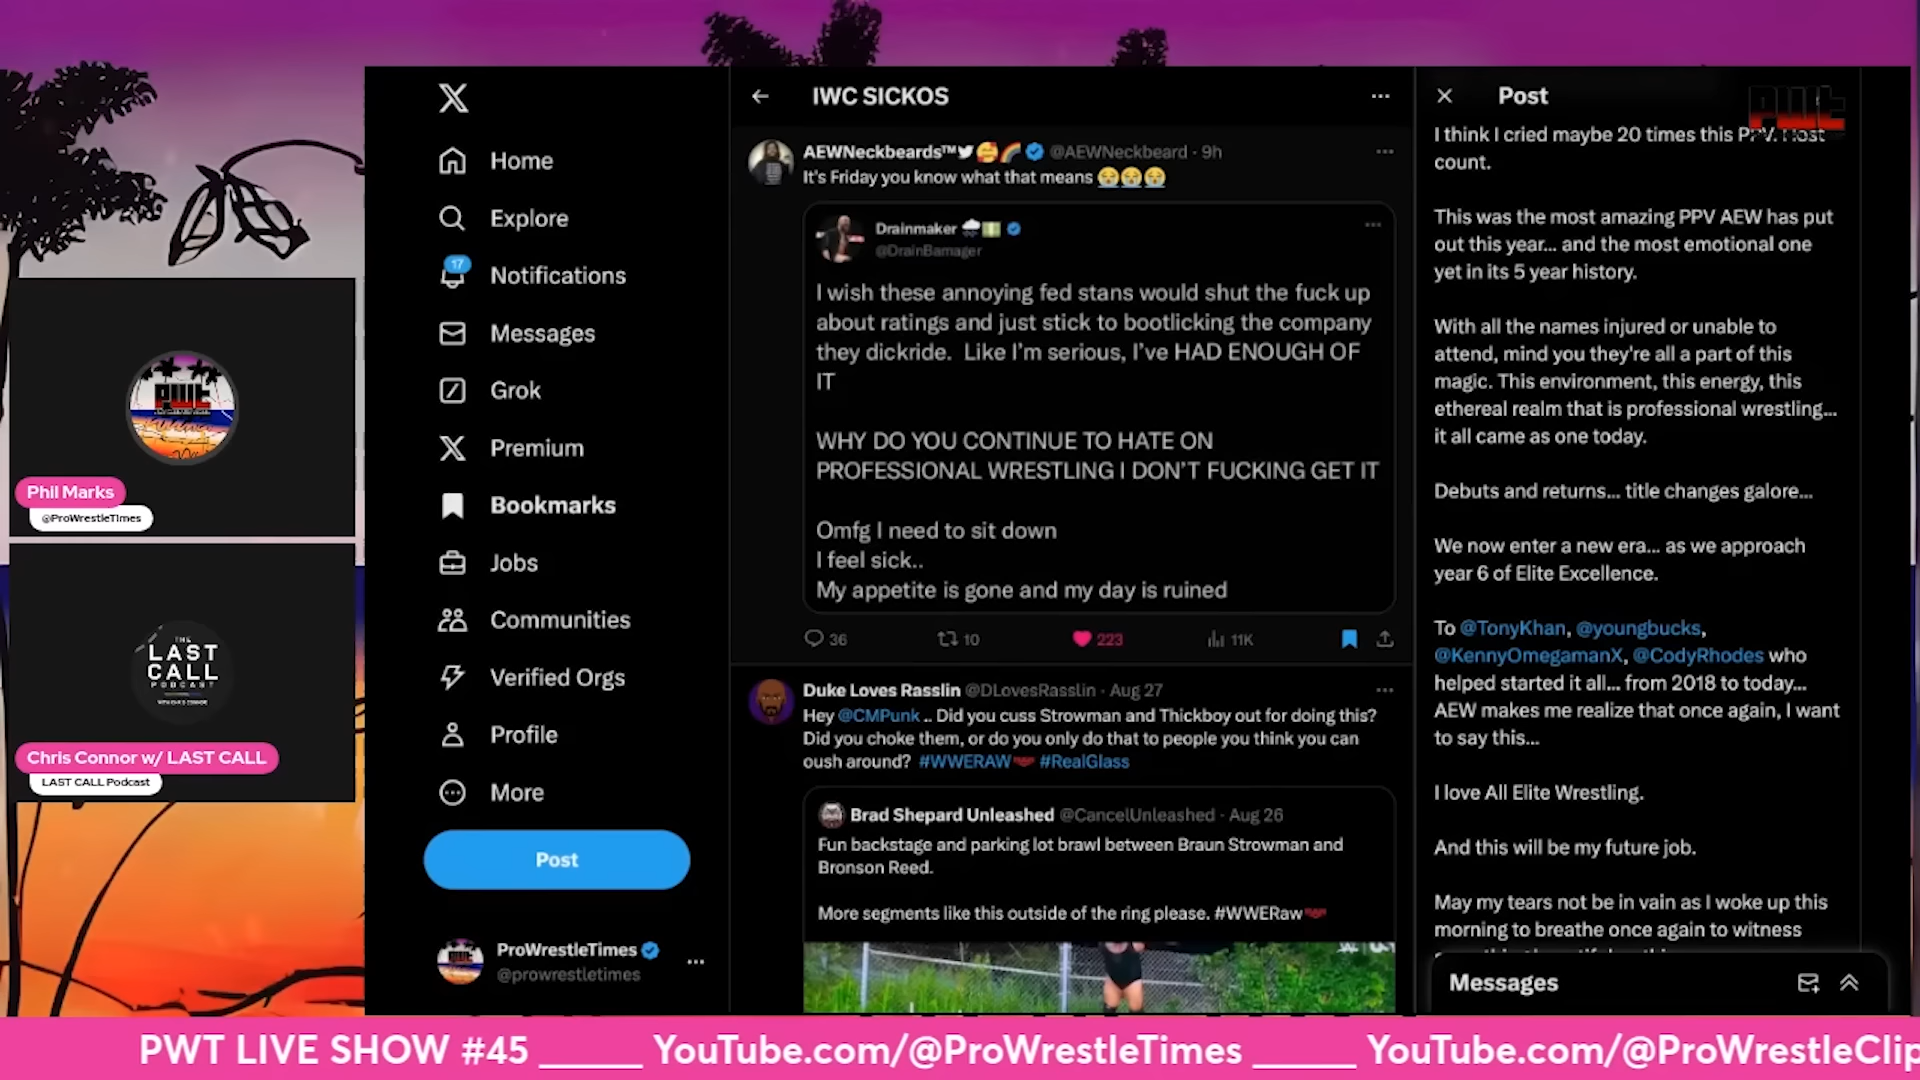 Home
Explore
17
Notifications
Messages
Grok
Premium
Bookmarks
Jobs
Communities
Verified Orgs
Profile
More
Post
ProWrestleTimes
@prowrestletimes
PWT
Phil Marks
@ProWrestleTimes
THE
LAST
CALL
PODCAST
Chris Connor w/ LAST CALL
LAST CALL Podcast
IWC SICKOS
AEWNeckbeards™ @AEWNeckbeard · 9h
It's Friday you know what that means 😭😭😭
Drainmaker
@DrainBamager
I wish these annoying fed stans would shut the fuck up
about ratings and just stick to bootlicking the company
they dickride. Like I'm serious, I've HAD ENOUGH OF
IT
WHY DO YOU CONTINUE TO HATE ON
PROFESSIONAL WRESTLING I DON'T FUCKING GET IT
Omfg I need to sit down
I feel sick..
My appetite is gone and my day is ruined
36 10 223 11K
Duke Loves Rasslin @DLovesRasslin · Aug 27
Hey @CMPunk .. Did you cuss Strowman and Thickboy out for doing this?
Did you choke them, or do you only do that to people you think you can
oush around? #WWERAW #RealGlass
Brad Shepard Unleashed @CancelUnleashed · Aug 26
Fun backstage and parking lot brawl between Braun Strowman and
Bronson Reed.
More segments like this outside of the ring please. #WWERaw
Post
PWT
I think I cried maybe 20 times this PPV. I lost
count.
This was the most amazing PPV AEW has put
out this year... and the most emotional one
yet in its 5 year history.
With all the names injured or unable to
attend, mind you they're all a part of this
magic. This environment, this energy, this
ethereal realm that is professional wrestling...
it all came as one today.
Debuts and returns... title changes galore...
We now enter a new era... as we approach
year 6 of Elite Excellence.
To @TonyKhan, @youngbucks,
@KennyOmegamanX, @CodyRhodes who
helped started it all... from 2018 to today...
AEW makes me realize that once again, I want
to say this...
I love All Elite Wrestling.
And this will be my future job.
May my tears not be in vain as I woke up this
morning to breathe once again to witness
Messages
PWT LIVE SHOW #45 ______ YouTube.com/@ProWrestleTimes ______ YouTube.com/@ProWrestleClip